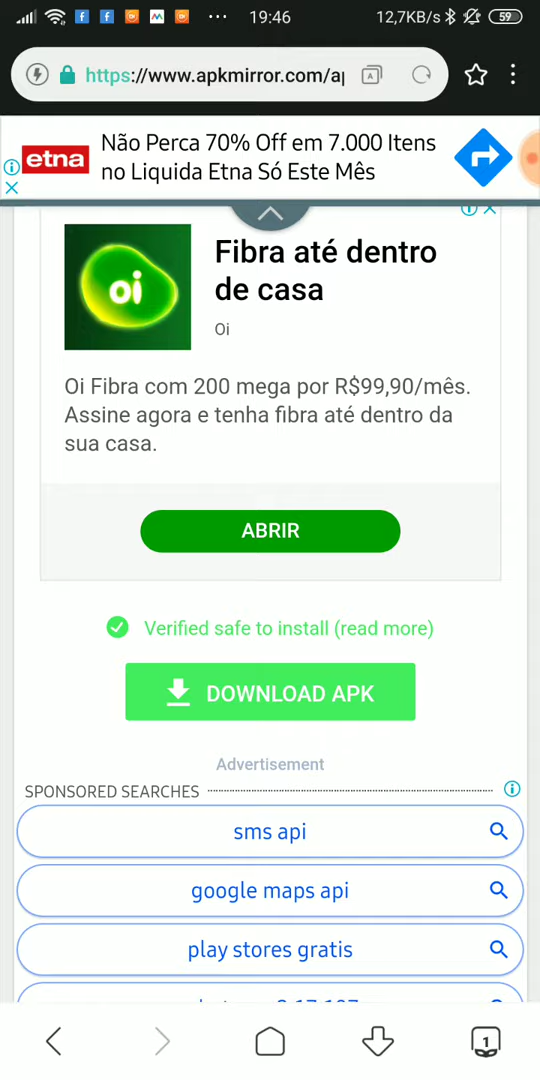 19:46
12,7KB/s
59
https://www.apkmirror.com/a
A
etna
Não Perca 70% Off em 7.000 Itens
no Liquida Etna Só Este Mês
oi
Fibra até dentro
de casa
Oi
Oi Fibra com 200 mega por R$99,90/mês.
Assine agora e tenha fibra até dentro da
sua casa.
ABRIR
Verified safe to install (read more)
DOWNLOAD APK
Advertisement
SPONSORED SEARCHES
sms api
google maps api
play stores gratis
1